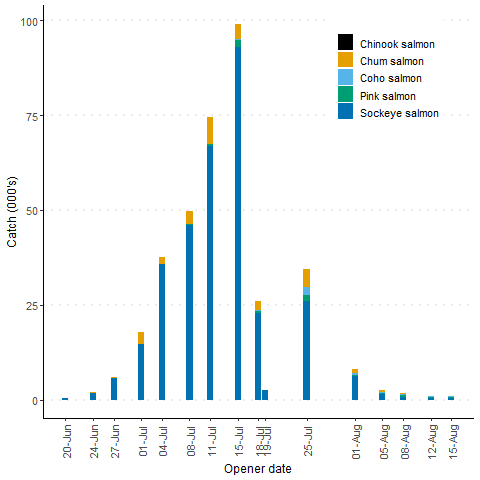 100
75
50
25
0
Catch (000's)
Chinook salmon
Chum salmon
Coho salmon
Pink salmon
Sockeye salmon
20-Jun
24-Jun
27-Jun
01-Jul
04-Jul
08-Jul
11-Jul
15-Jul
18-Jul
19-Jul
25-Jul
01-Aug
05-Aug
08-Aug
12-Aug
15-Aug
Opener date